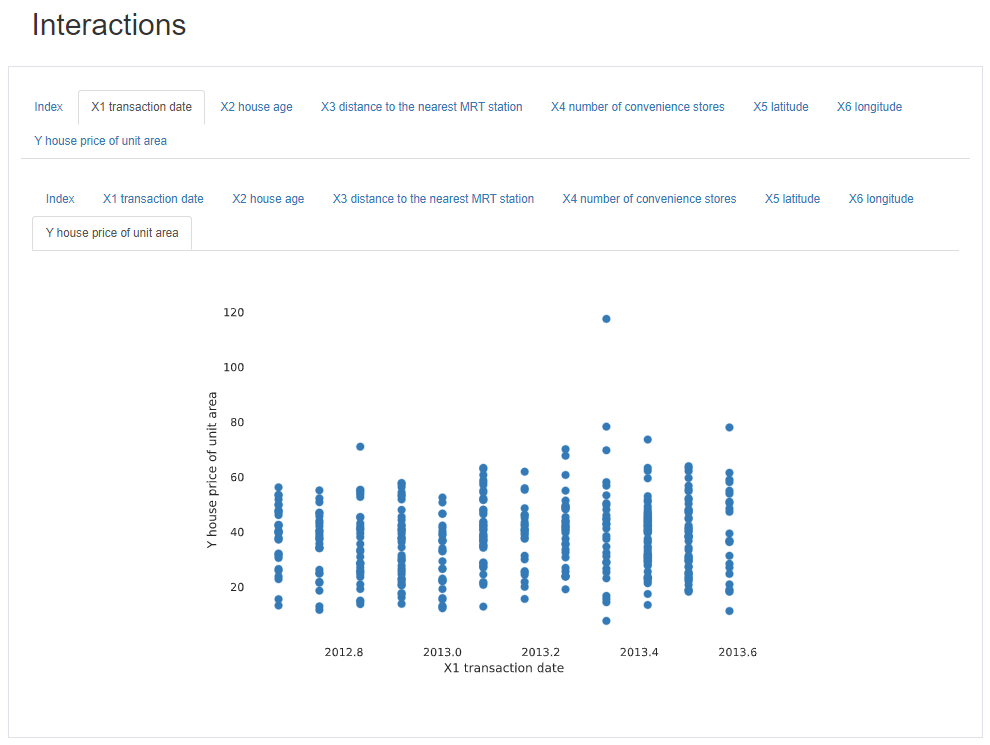 Interactions
Index X1 transaction date X2 house age X3 distance to the nearest MRT station X4 number of convenience stores X5 latitude X6 longitude
Y house price of unit area
Index X1 transaction date X2 house age X3 distance to the nearest MRT station X4 number of convenience stores X5 latitude X6 longitude
Y house price of unit area
120
100
80
60
40
20
Y house price of unit area
2012.8 2013.0 2013.2 2013.4 2013.6
X1 transaction date